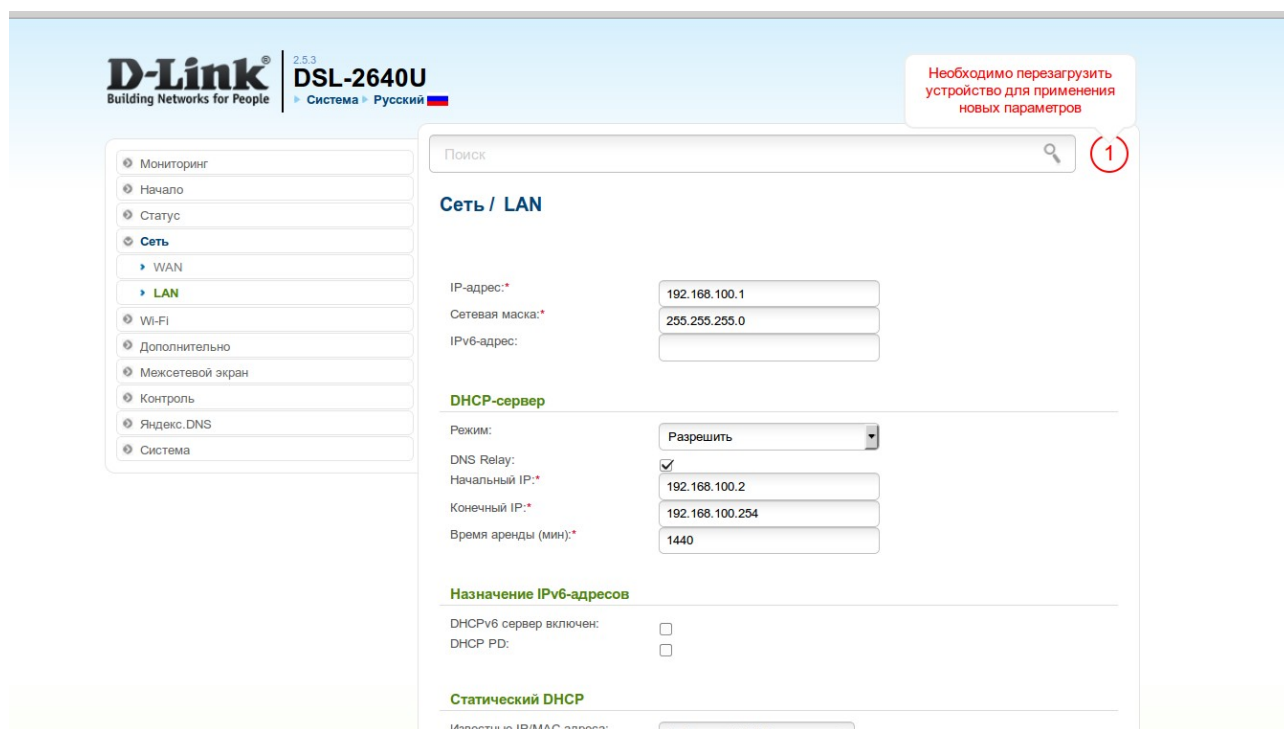 D-Link®
Building Networks for People
2.5.3
DSL-2640U
Система
Русский
Необходимо перезагрузить
устройство для применения
новых параметров
Поиск
1
Мониторинг
Начало
Статус
Сеть
WAN
LAN
Wi-Fi
Дополнительно
Межсетевой экран
Контроль
Яндекс.DNS
Система
Сеть / LAN
IP-адрес:* 192.168.100.1
Сетевая маска:* 255.255.255.0
IPv6-адрес:
DHCP-сервер
Режим: Разрешить
DNS Relay:
Начальный IP:* 192.168.100.2
Конечный IP:* 192.168.100.254
Время аренды (мин):* 1440
Назначение IPv6-адресов
DHCPv6 сервер включен:
DHCP PD:
Статический DHCP
Известные IP/MAC адреса: